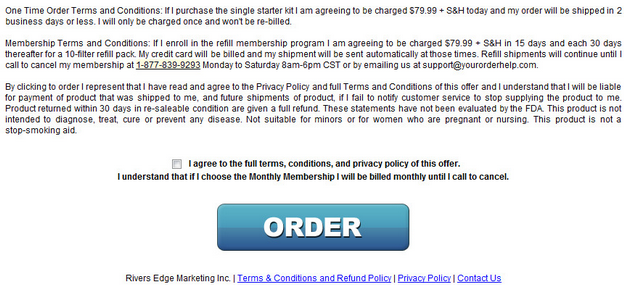 One Time Order Terms and Conditions: If I purchase the single starter kit I am agreeing to be charged $79.99 + S&H today and my order will be shipped in 2
business days or less. I will only be charged once and won't be re-billed.
Membership Terms and Conditions: If I enroll in the refill membership program I am agreeing to be charged $79.99 + S&H in 15 days and each 30 days
thereafter for a 10-filter refill pack. My credit card will be billed and my shipment will be sent automatically at those times. Refill shipments will continue until I
call to cancel my membership at 1-877-839-9293 Monday to Saturday 8am-6pm CST or by emailing us at support@yourorderhelp.com.
By clicking to order I represent that I have read and agree to the Privacy Policy and full Terms and Conditions of this offer and I understand that I will be liable
for payment of product that was shipped to me, and future shipments of product, if I fail to notify customer service to stop supplying the product to me.
Product returned within 30 days in re-saleable condition are given a full refund. These statements have not been evaluated by the FDA. This product is not
intended to diagnose, treat, cure or prevent any disease. Not suitable for minors or for women who are pregnant or nursing. This product is not a
stop-smoking aid.
I agree to the full terms, conditions, and privacy policy of this offer.
I understand that if I choose the Monthly Membership I will be billed monthly until I call to cancel.
ORDER
Rivers Edge Marketing Inc. | Terms & Conditions and Refund Policy | Privacy Policy | Contact Us